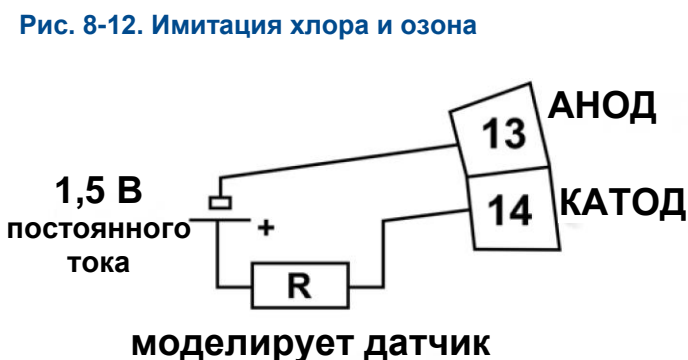 Рис. 8-12. Имитация хлора и озона
АНОД
13
1,5 В
постоянного
тока
+
14
КАТОД
R
моделирует датчик